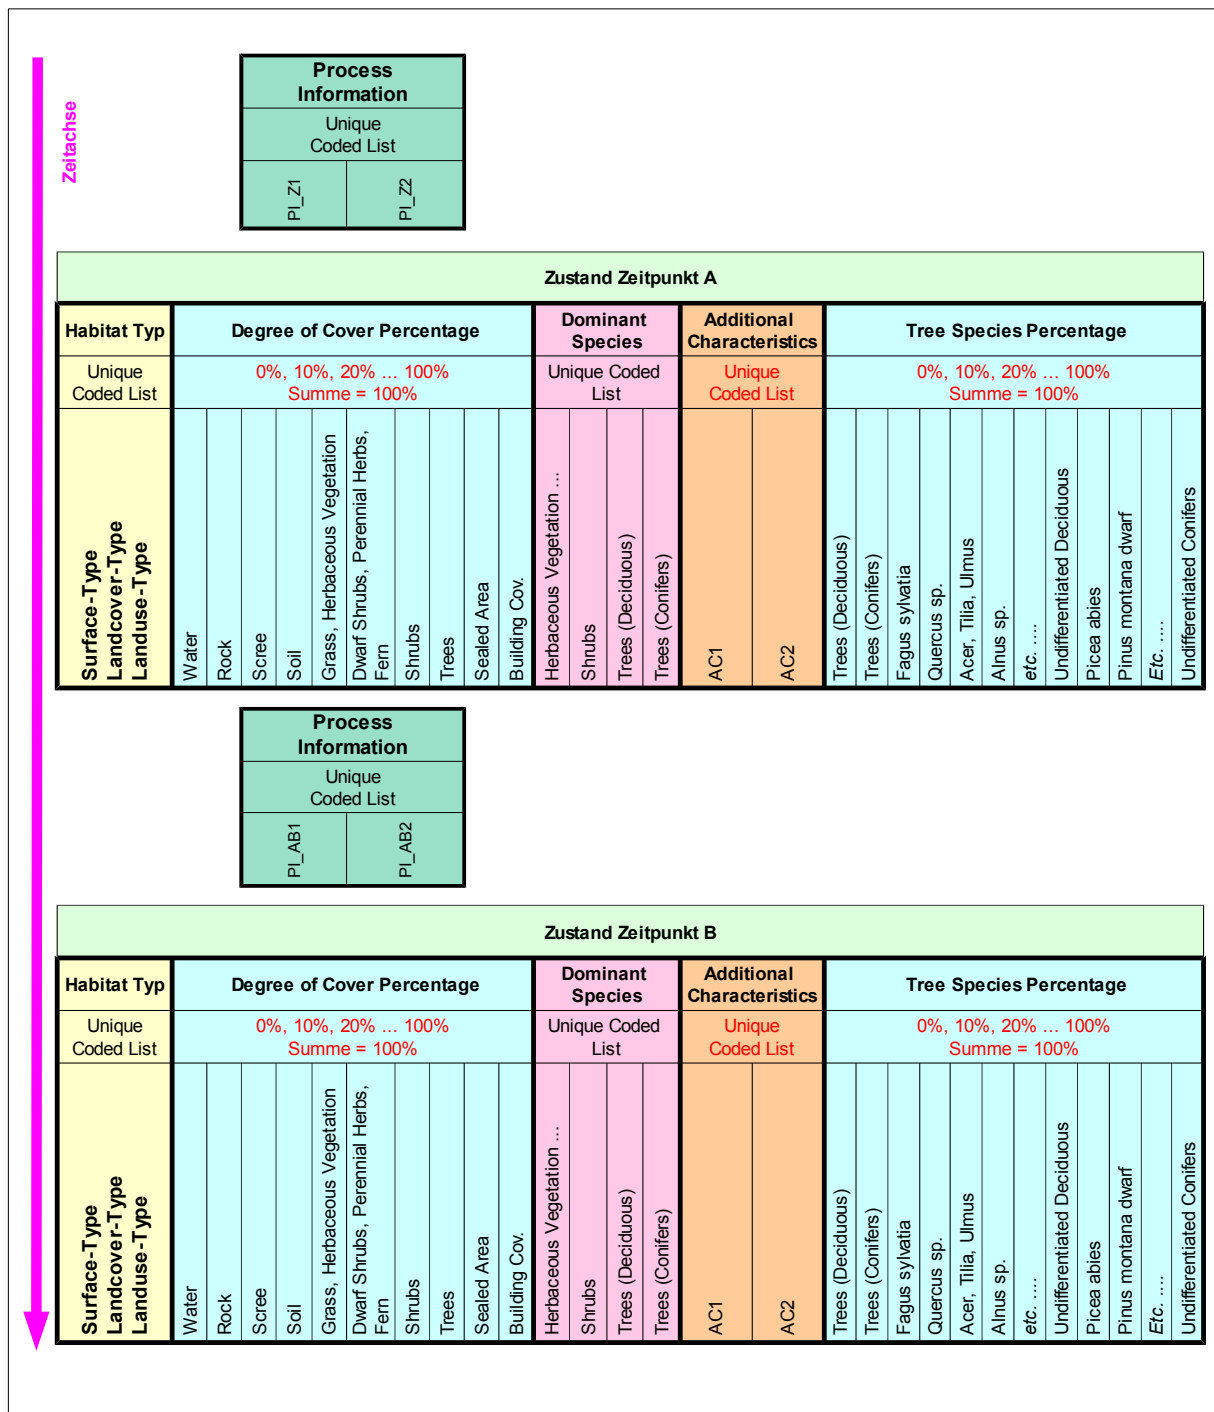 Zeitachse
Process
Information
Unique
Coded List
PI_Z1
PI_Z2
Zustand Zeitpunkt A
Habitat Typ
Degree of Cover Percentage
Dominant
Species
Additional
Characteristics
Tree Species Percentage
Unique
Coded List
0%, 10%, 20% ... 100%
Summe = 100%
Unique Coded
List
Unique
Coded List
0%, 10%, 20% ... 100%
Summe = 100%
Surface-Type
Landcover-Type
Landuse-Type
Water
Rock
Scree
Soil
Grass, Herbaceous Vegetation
Dwarf Shrubs, Perennial Herbs,
Fern
Shrubs
Trees
Sealed Area
Building Cov.
Herbaceous Vegetation ...
Shrubs
Trees (Deciduous)
Trees (Conifers)
AC1
AC2
Trees (Deciduous)
Trees (Conifers)
Fagus sylvatia
Quercus sp.
Acer, Tilia, Ulmus
Alnus sp.
etc. ....
Undifferentiated Deciduous
Picea abies
Pinus montana dwarf
Etc ....
Undifferentiated Conifers
Process
Information
Unique
Coded List
PI_AB1
PI_AB2
Zustand Zeitpunkt B
Habitat Typ
Degree of Cover Percentage
Dominant
Species
Additional
Characteristics
Tree Species Percentage
Unique
Coded List
0%, 10%, 20% ... 100%
Summe = 100%
Unique Coded
List
Unique
Coded List
0%, 10%, 20% ... 100%
Summe = 100%
Surface-Type
Landcover-Type
Landuse-Type
Water
Rock
Scree
Soil
Grass, Herbaceous Vegetation
Dwarf Shrubs, Perennial Herbs,
Fern
Shrubs
Trees
Sealed Area
Building Cov.
Herbaceous Vegetation ...
Shrubs
Trees (Deciduous)
Trees (Conifers)
AC1
AC2
Trees (Deciduous)
Trees (Conifers)
Fagus sylvatia
Quercus sp.
Acer, Tilia, Ulmus
Alnus sp.
etc. ....
Undifferentiated Deciduous
Picea abies
Pinus montana dwarf
Etc ....
Undifferentiated Conifers